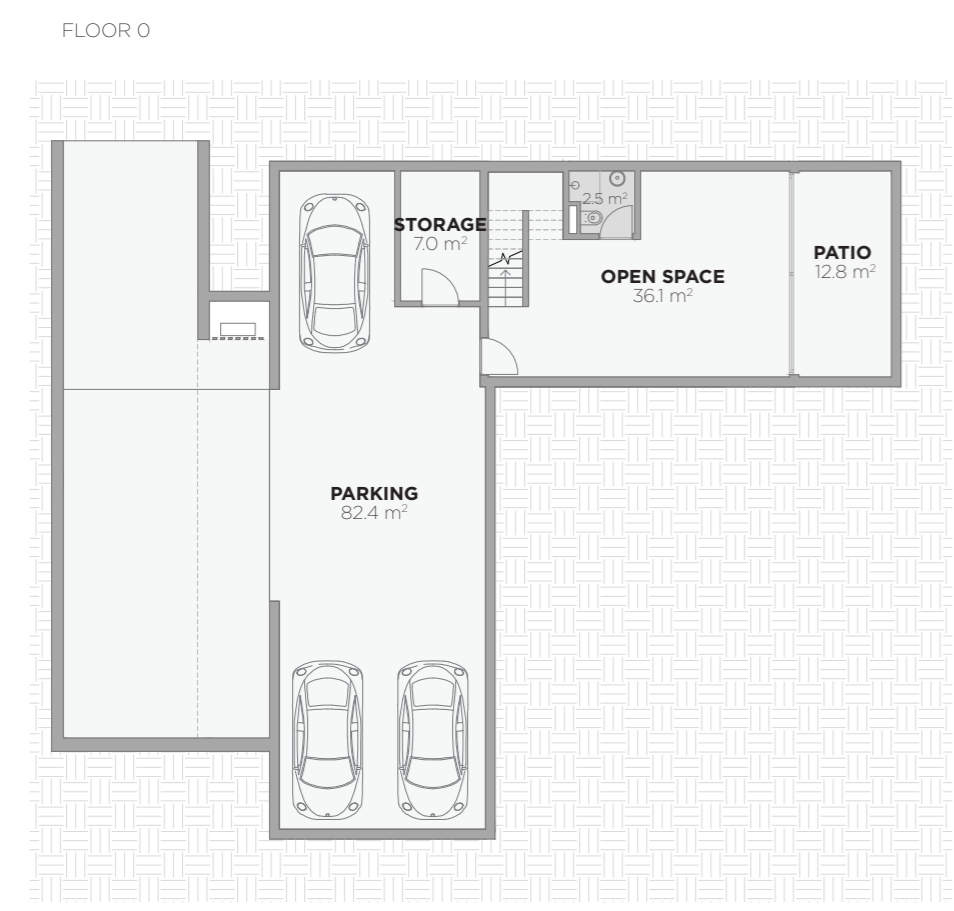 FLOOR 0
STORAGE
7.0 m²
2.5 m²
OPEN SPACE
36.1 m²
PATIO
12.8 m²
PARKING
82.4 m²